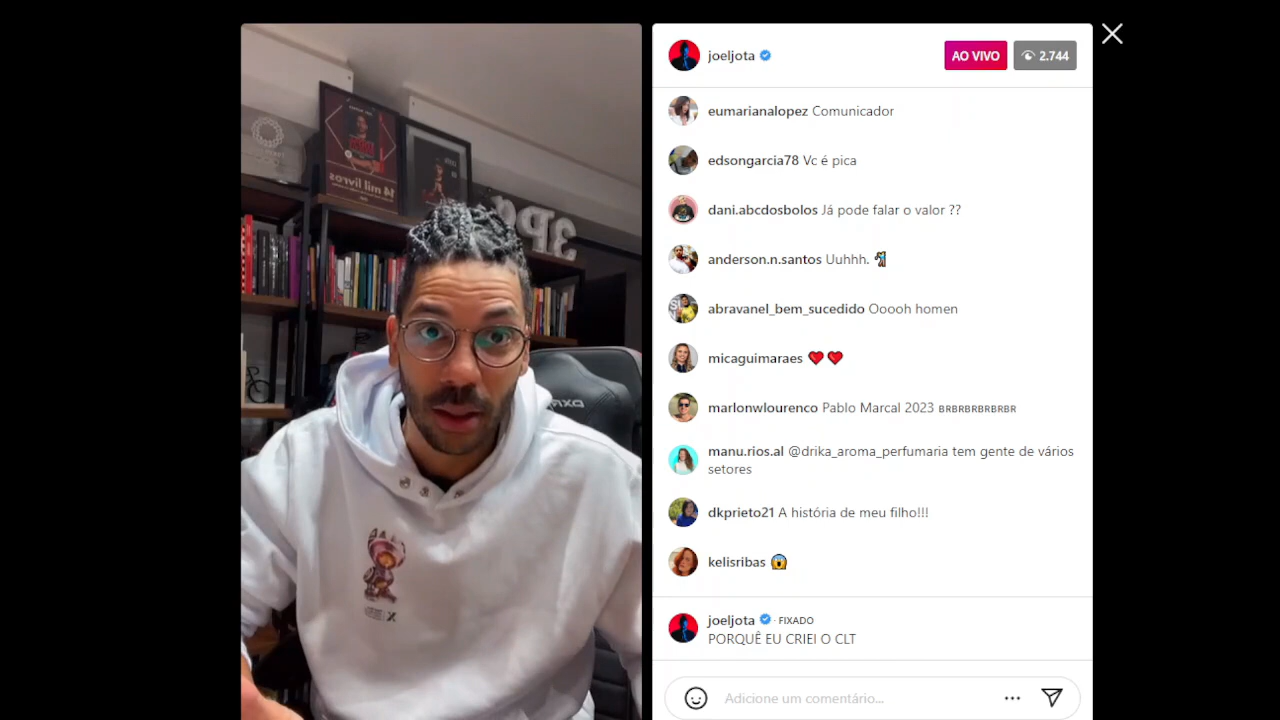 14 mil livros
3Pa
joeljota
AO VIVO
2.744
eumarianalopez Comunicador
edsongarcia78 Vc é pica
dani.abcdosbolos Já pode falar o valor ??
anderson.n.santos Uuhhh.
abravanel_bem_sucedido Ooooh homen
micaguimaraes
marlonwlourenco Pablo Marcal 2023 BRBRBRBRBRBR
manu.rios.al @drika_aroma_perfumaria tem gente de vários
setores
dkprieto21 A história de meu filho!!!
kelisribas
joeljota · FIXADO
PORQUÊ EU CRIEI O CLT
Adicione um comentário...